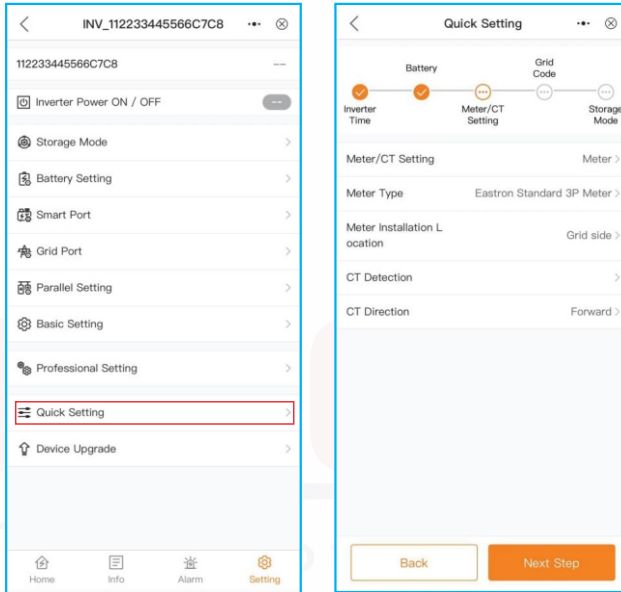 INV_112233445566C7C8
112233445566C7C8
--
Inverter Power ON / OFF
--
Storage Mode
Battery Setting
Smart Port
Grid Port
Parallel Setting
Basic Setting
Professional Setting
Quick Setting
Device Upgrade
Home
Info
Alarm
Setting
Quick Setting
Battery
Grid
Code
Inverter
Time
Meter/CT
Setting
Storage
Mode
Meter/CT Setting
Meter
Meter Type
Eastron Standard 3P Meter
Meter Installation L
ocation
Grid side
CT Detection
CT Direction
Forward
Back
Next Step